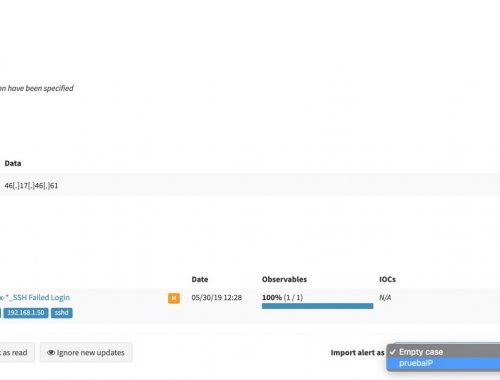 on have been specified
Data
46[.]17[.]46[.]61
Date Observables IOCs
x-*_SSH Failed Login M 05/30/19 12:28 100% (1 / 1) N/A
192.168.1.50 sshd
as read Ignore new updates Import alert as Empty case
pruebaIP